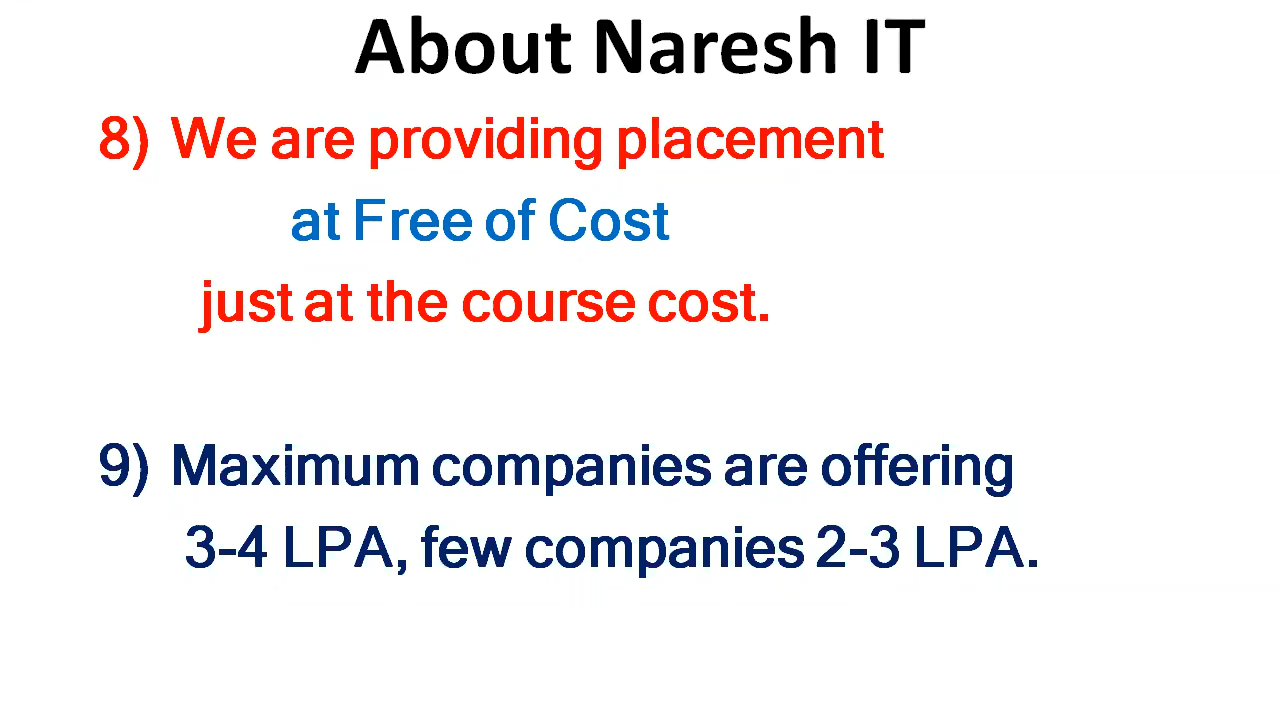 About Naresh IT
8) We are providing placement
at Free of Cost
just at the course cost.
9) Maximum companies are offering
3-4 LPA, few companies 2-3 LPA.